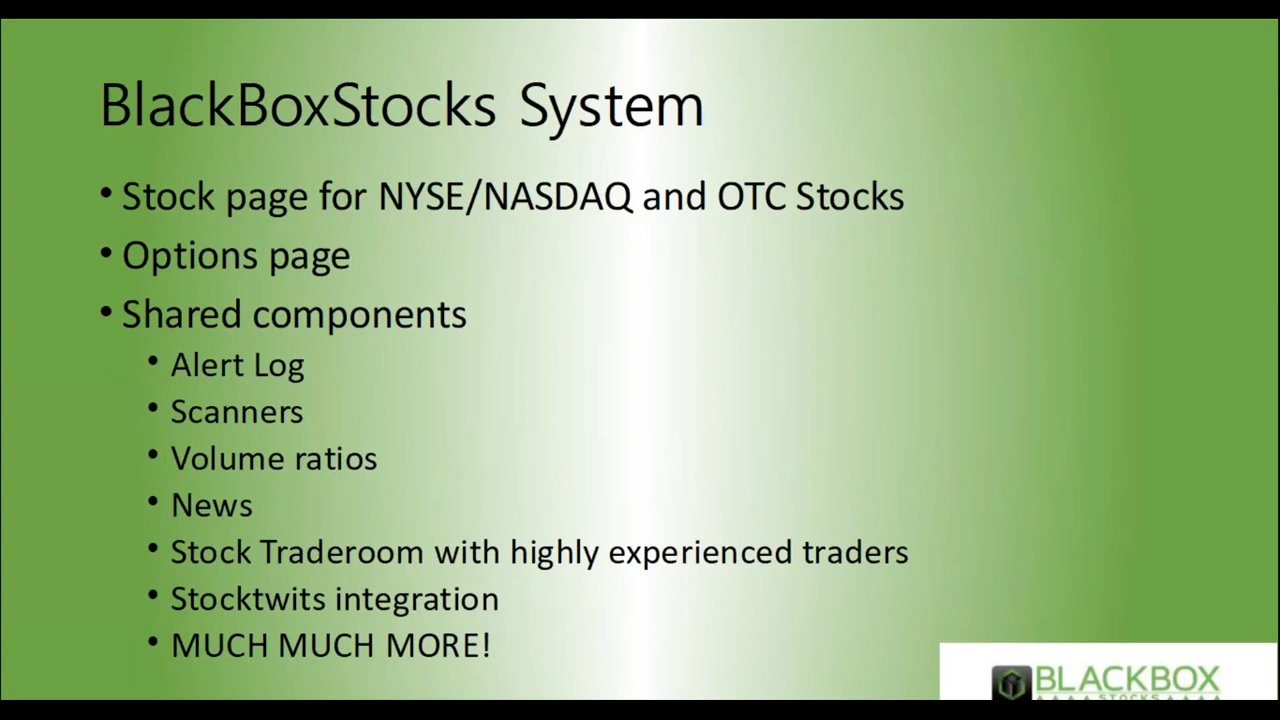 BlackBoxStocks System
• Stock page for NYSE/NASDAQ and OTC Stocks
• Options page
• Shared components
• Alert Log
• Scanners
• Volume ratios
• News
• Stock Traderoom with highly experienced traders
• Stocktwits integration
• MUCH MUCH MORE!
BLACKBOX
STOCKS